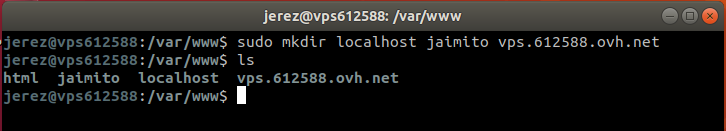 jerez@vps612588: /var/www
jerez@vps612588:/var/www$ sudo mkdir localhost jaimito vps.612588.ovh.net
jerez@vps612588:/var/www$ ls
html  jaimito  localhost  vps.612588.ovh.net
jerez@vps612588:/var/www$